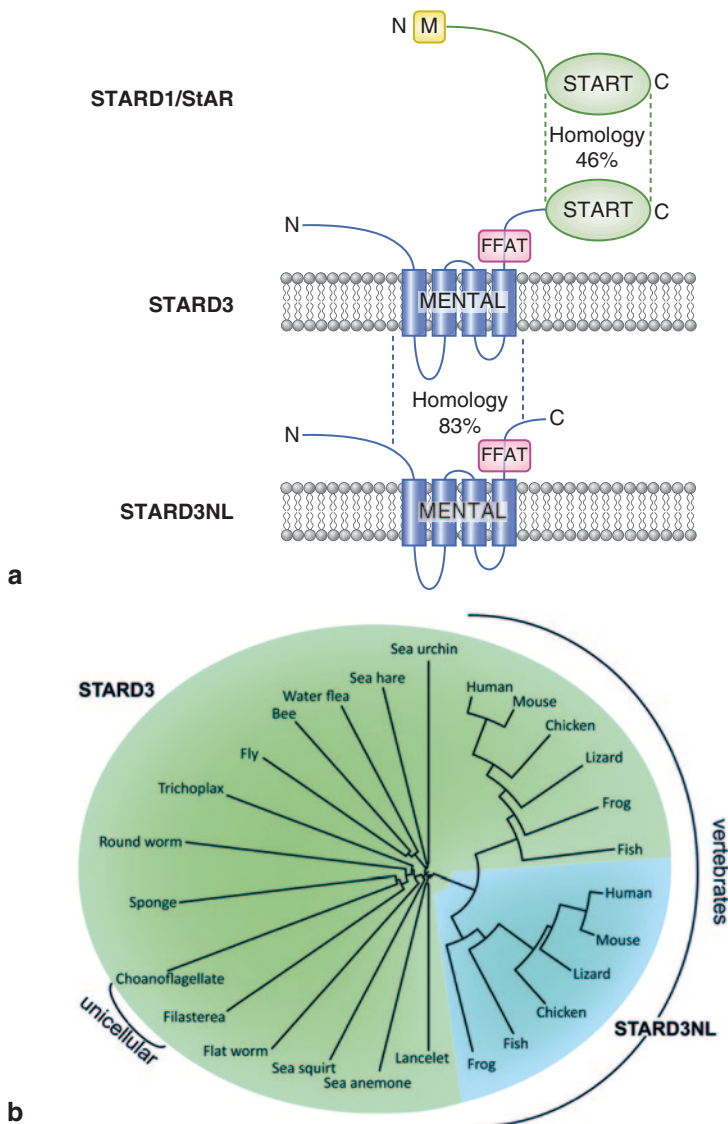 N M
STARD1/StAR
START C
Homology
46%
START C
N
FFAT
STARD3
MENTAL
Homology
83%
N
C
FFAT
STARD3NL
MENTAL
a
STARD3
Sea urchin
Sea hare
Water flea
Bee
Fly
Trichoplax
Round worm
Sponge
Choanoflagellate
Filasterea
Flat worm
Sea squirt
Sea anemone
Lancelet
unicellular
Human
Mouse
Chicken
Lizard
Frog
Fish
vertebrates
Human
Mouse
Lizard
Chicken
Fish
Frog
STARD3NL
b